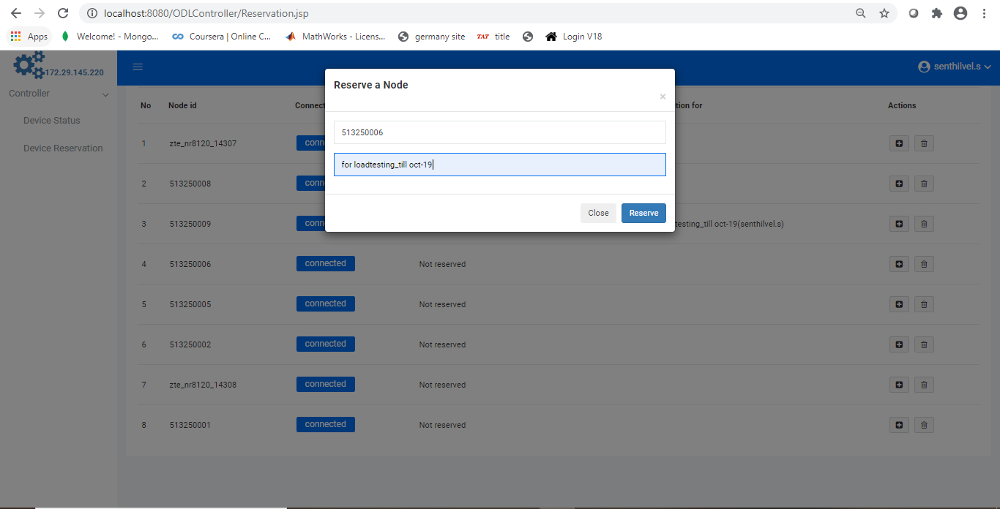 localhost:8080/ODLController/Reservation.jsp
Apps Welcome! - Mongo... Coursera | Online C... MathWorks - Licens... germany site TAT title Login V18
172.29.145.220 senthilvel.s
Controller
Device Status
Device Reservation
Reserve a Node
×
513250006
for loadtesting_till oct-19
Close Reserve
No Node id Connect tion for Actions
1 zte_nr8120_14307 conn
2 513250008 conn
3 513250009 conn testing_till oct-19(senthilvel.s)
4 513250006 connected Not reserved
5 513250005 connected Not reserved
6 513250002 connected Not reserved
7 zte_nr8120_14308 connected Not reserved
8 513250001 connected Not reserved